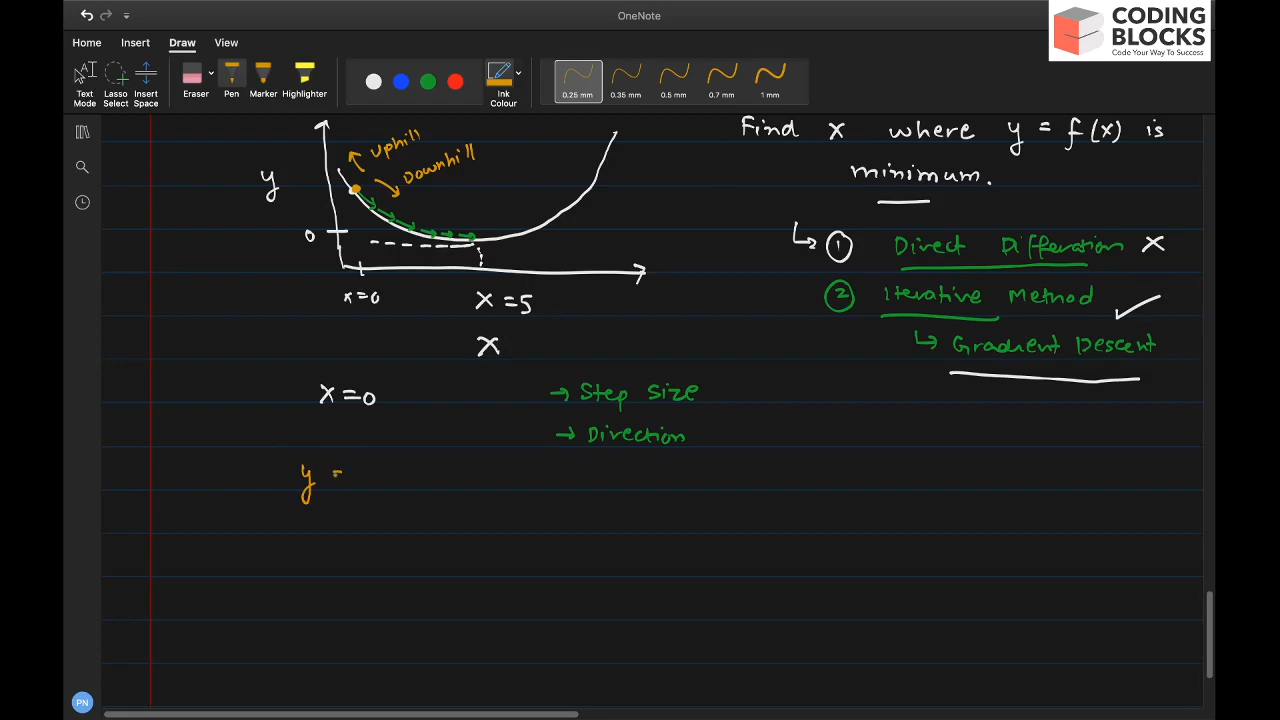 OneNote
CODING
BLOCKS
Code Your Way To Success
Home Insert Draw View
Text Mode
Lasso Select
Insert Space
Eraser
Pen
Marker
Highlighter
Ink Colour
0.25 mm 0.35 mm 0.5 mm 0.7 mm 1 mm
y
Uphill
Downhill
0
x=0
x = 5
x
Find x where y = f(x) is
minimum.
1 Direct Differation X
2 Iterative Method ✓
↳ Gradient Descent
x = 0
→ Step size
→ Direction
y =
PN